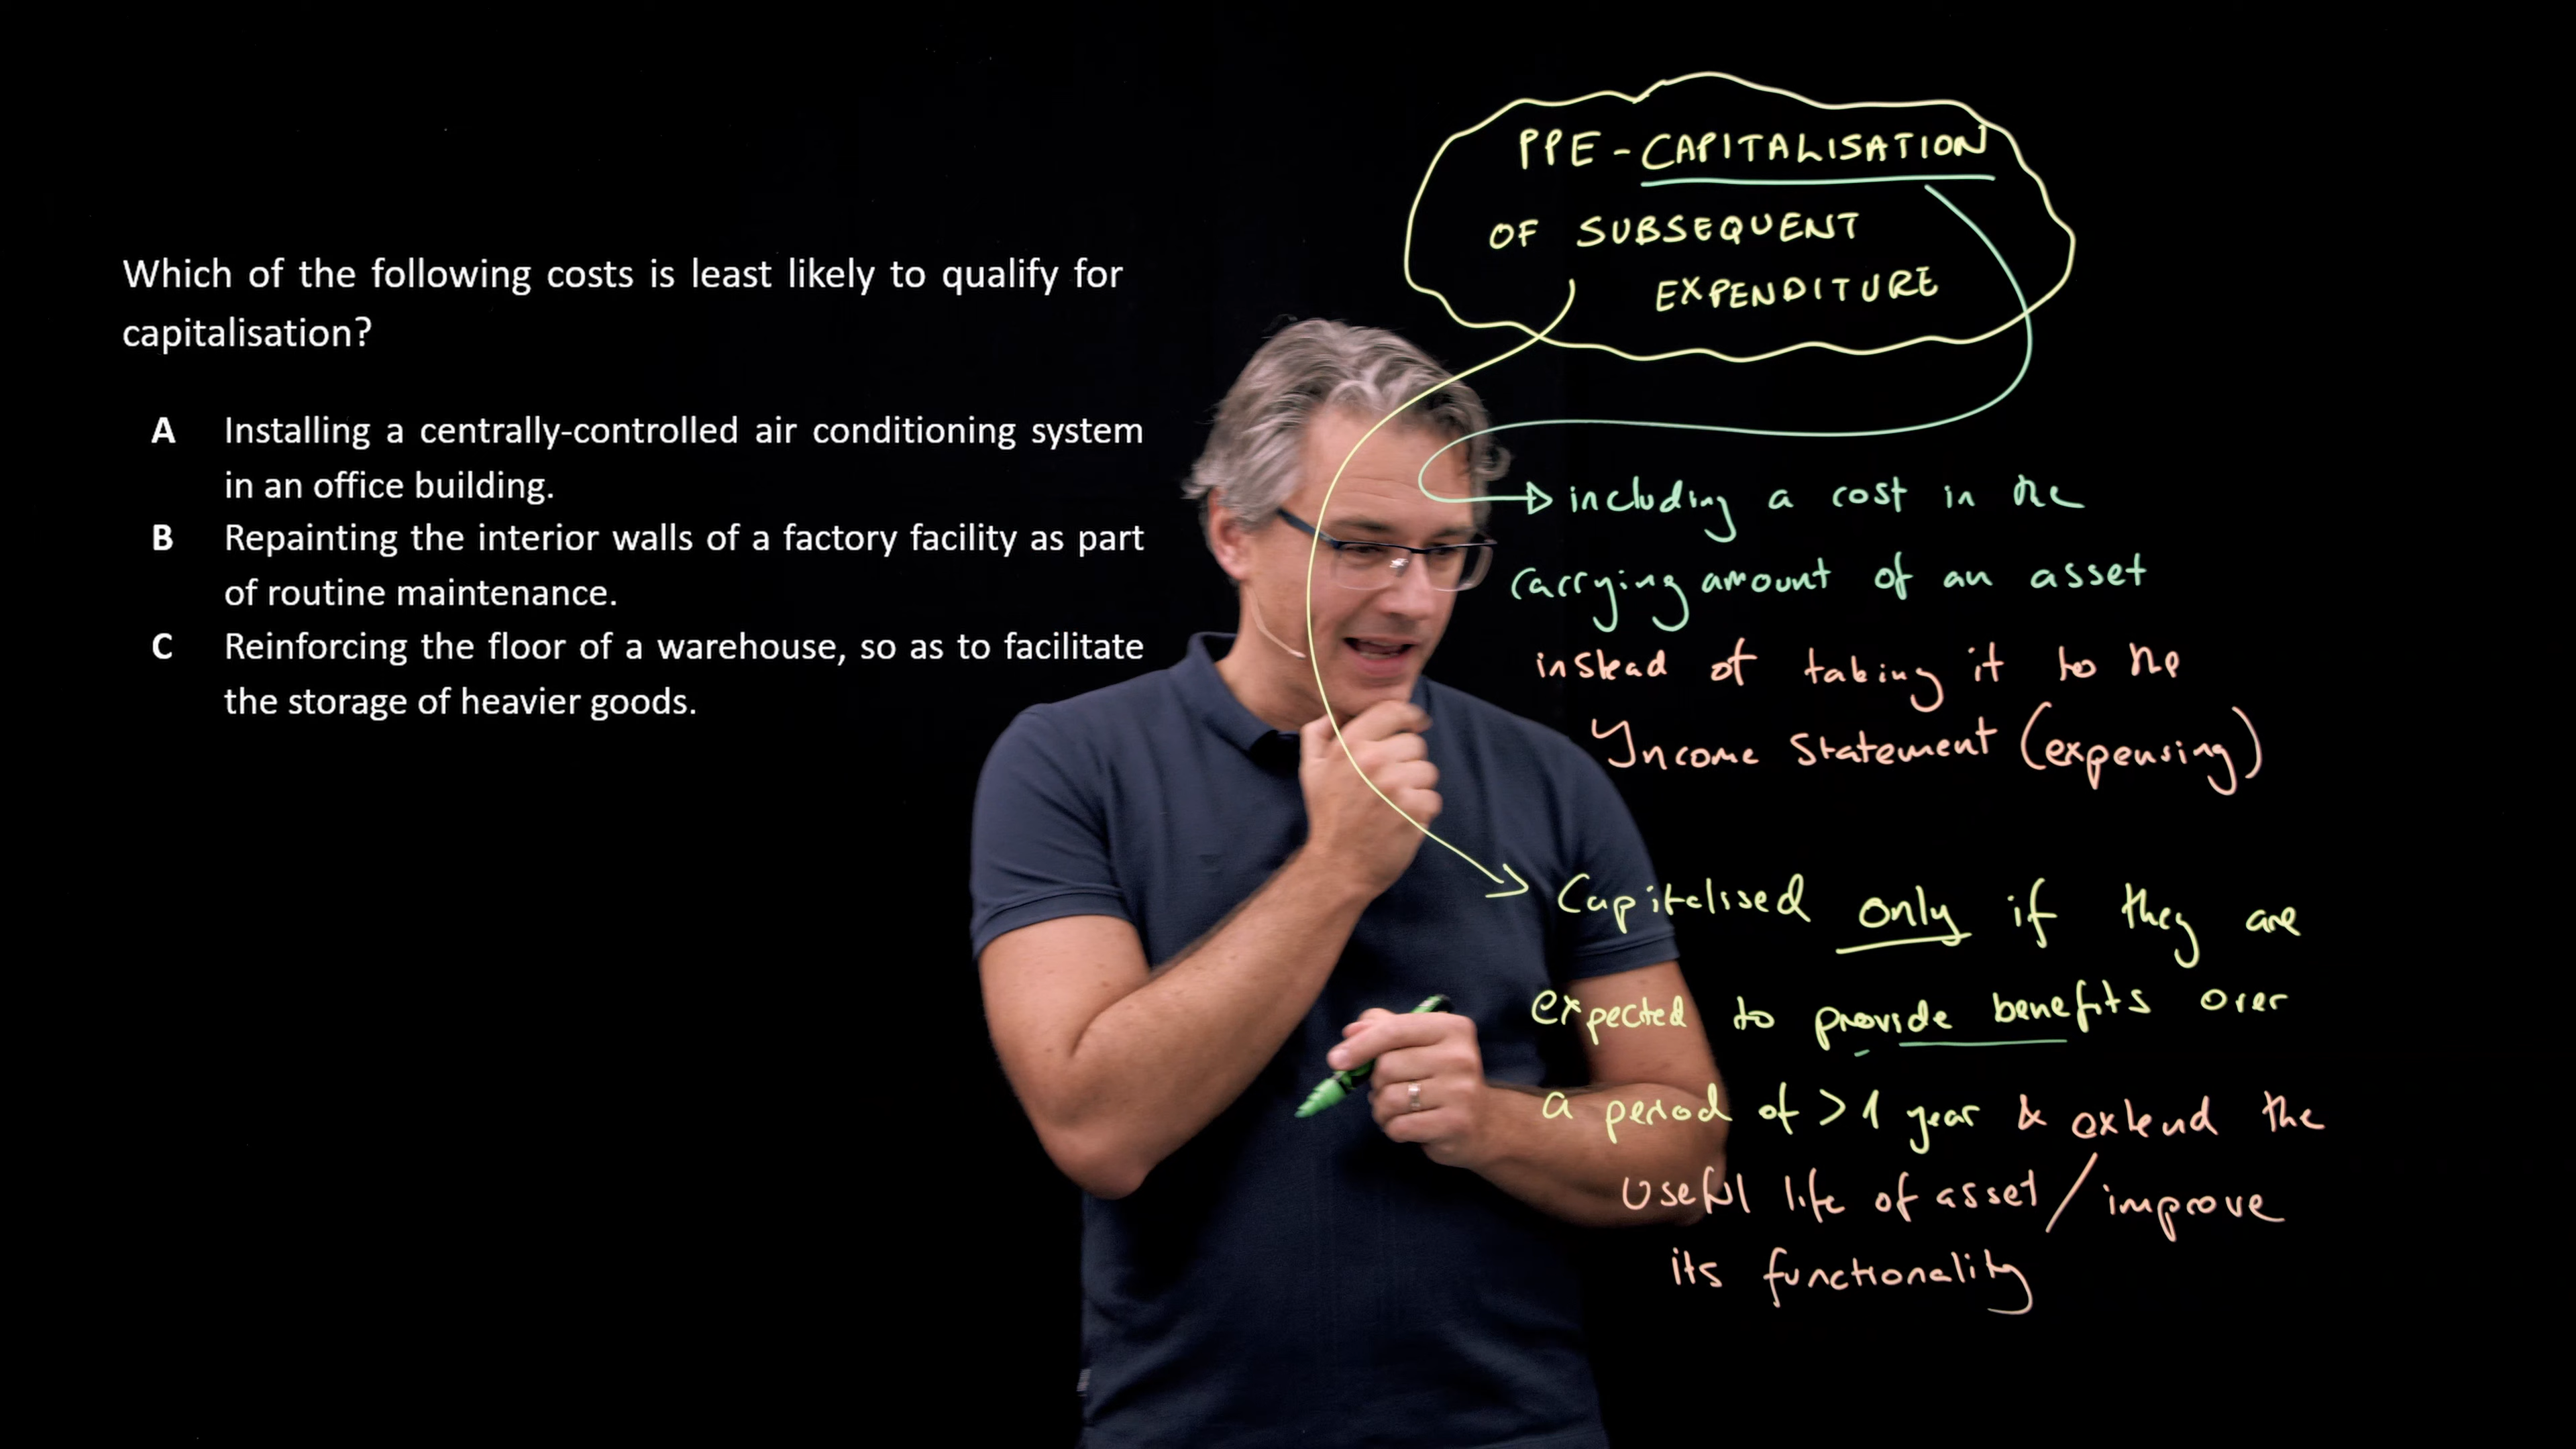 Which of the following costs is least likely to qualify for
capitalisation?
A Installing a centrally-controlled air conditioning system
in an office building.
B Repainting the interior walls of a factory facility as part
of routine maintenance.
C Reinforcing the floor of a warehouse, so as to facilitate
the storage of heavier goods.
PPE - CAPITALISATION
OF SUBSEQUENT
EXPENDITURE
including a cost in the
carrying amount of an asset
instead of taking it to the
Income Statement (expensing)
Capitalised only if they are
expected to provide benefits over
a period of > 1 year & extend the
useful life of asset / improve
its functionality